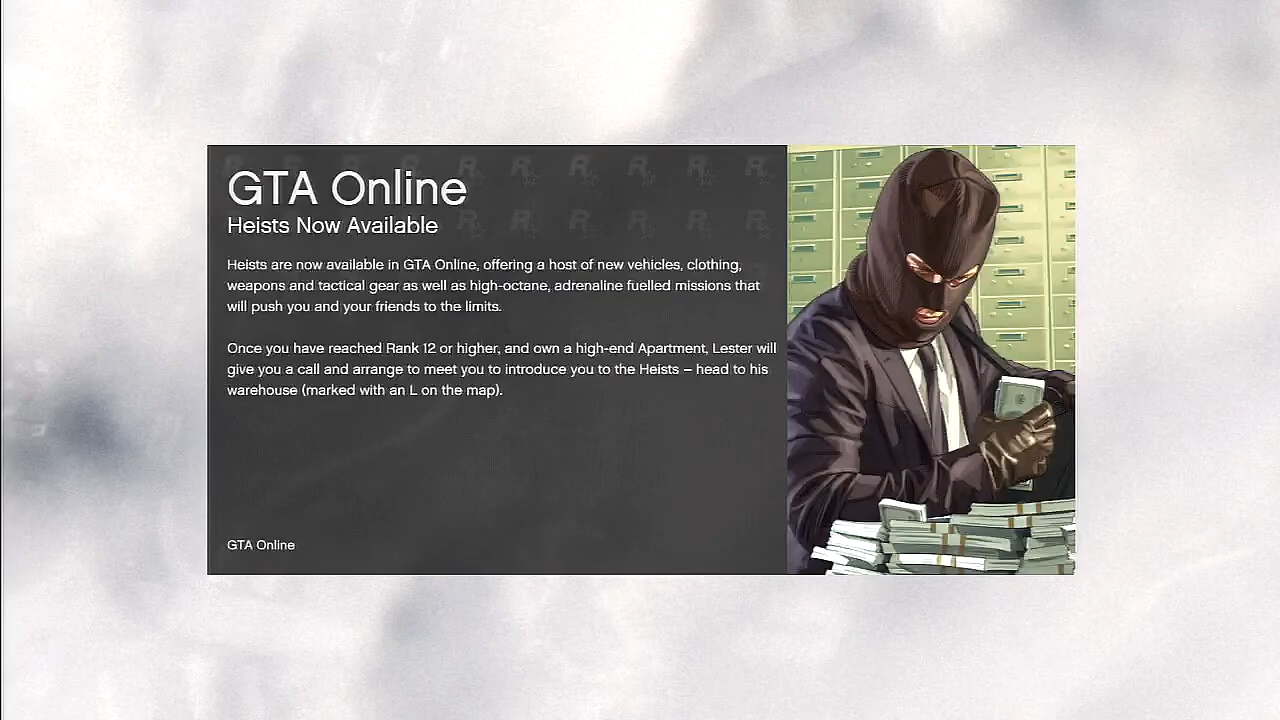 GTA Online
Heists Now Available
Heists are now available in GTA Online, offering a host of new vehicles, clothing,
weapons and tactical gear as well as high-octane, adrenaline fuelled missions that
will push you and your friends to the limits.
Once you have reached Rank 12 or higher, and own a high-end Apartment, Lester will
give you a call and arrange to meet you to introduce you to the Heists – head to his
warehouse (marked with an L on the map).
GTA Online